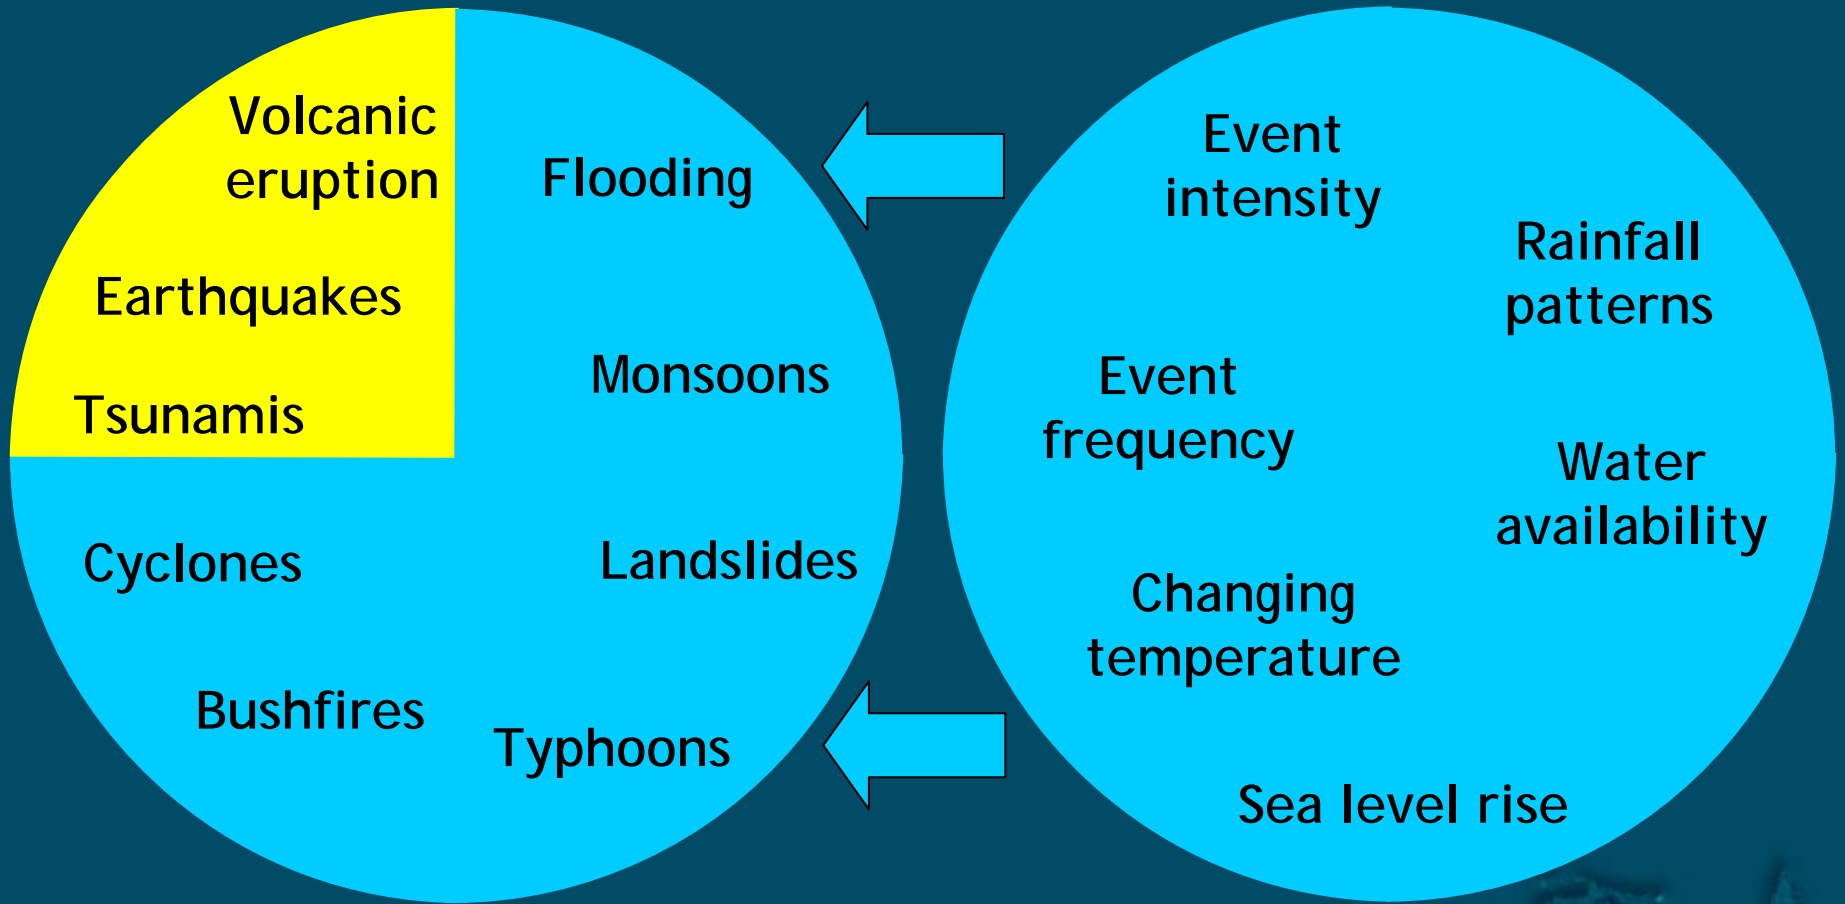 Volcanic
eruption
Earthquakes
Tsunamis
Flooding
Monsoons
Landslides
Cyclones
Bushfires
Typhoons
Event
intensity
Rainfall
patterns
Event
frequency
Water
availability
Changing
temperature
Sea level rise